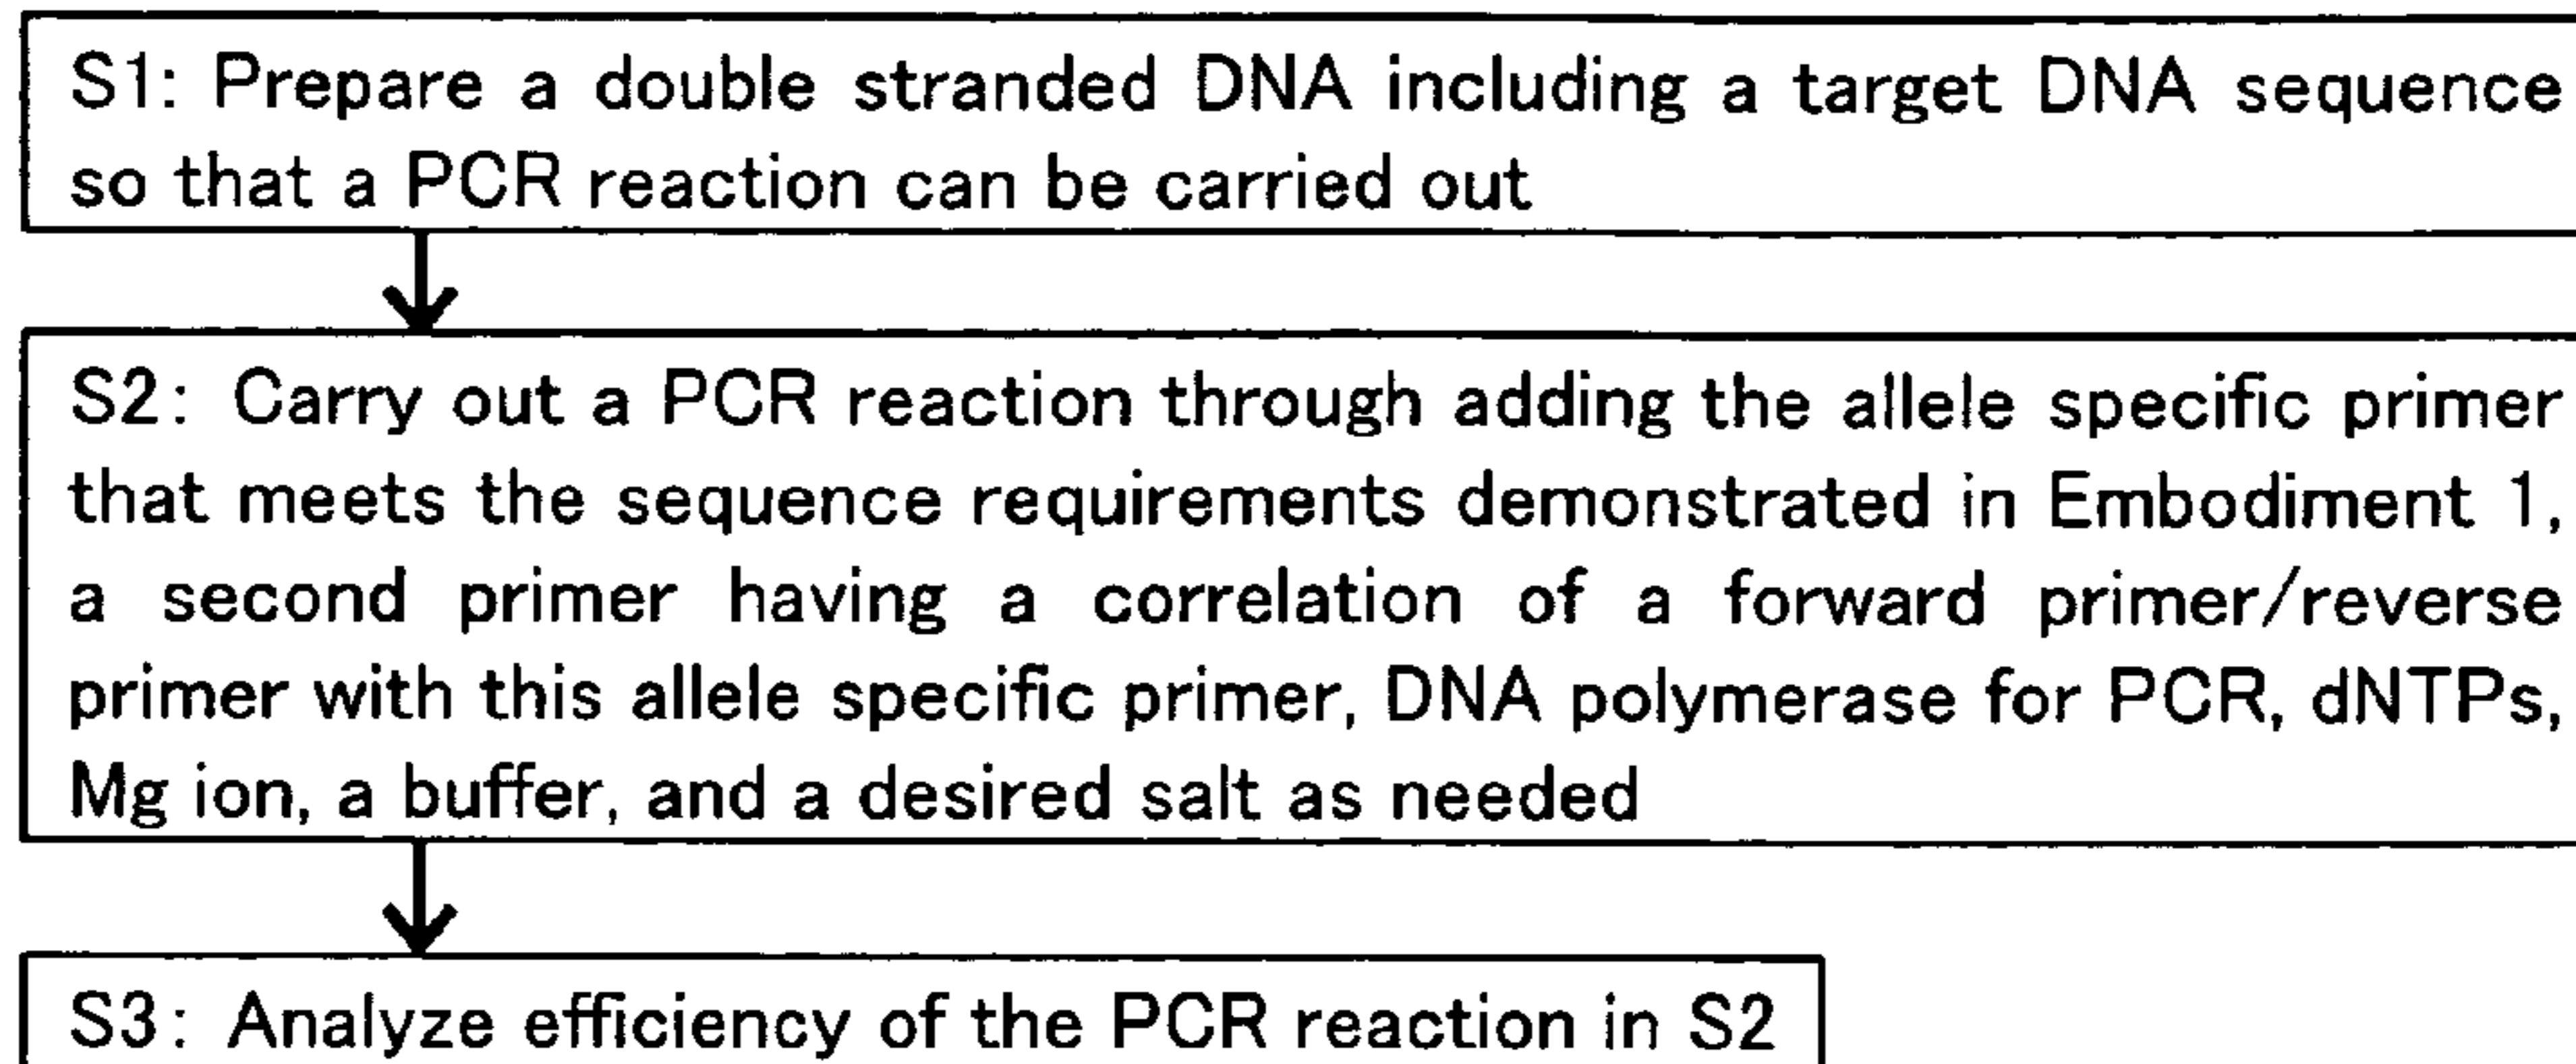 S1: Prepare a double stranded DNA including a target DNA sequence
so that a PCR reaction can be carried out
S2: Carry out a PCR reaction through adding the allele specific primer
that meets the sequence requirements demonstrated in Embodiment 1,
a second primer having a correlation of a forward primer/reverse
primer with this allele specific primer, DNA polymerase for PCR, dNTPs,
Mg ion, a buffer, and a desired salt as needed
S3: Analyze efficiency of the PCR reaction in S2